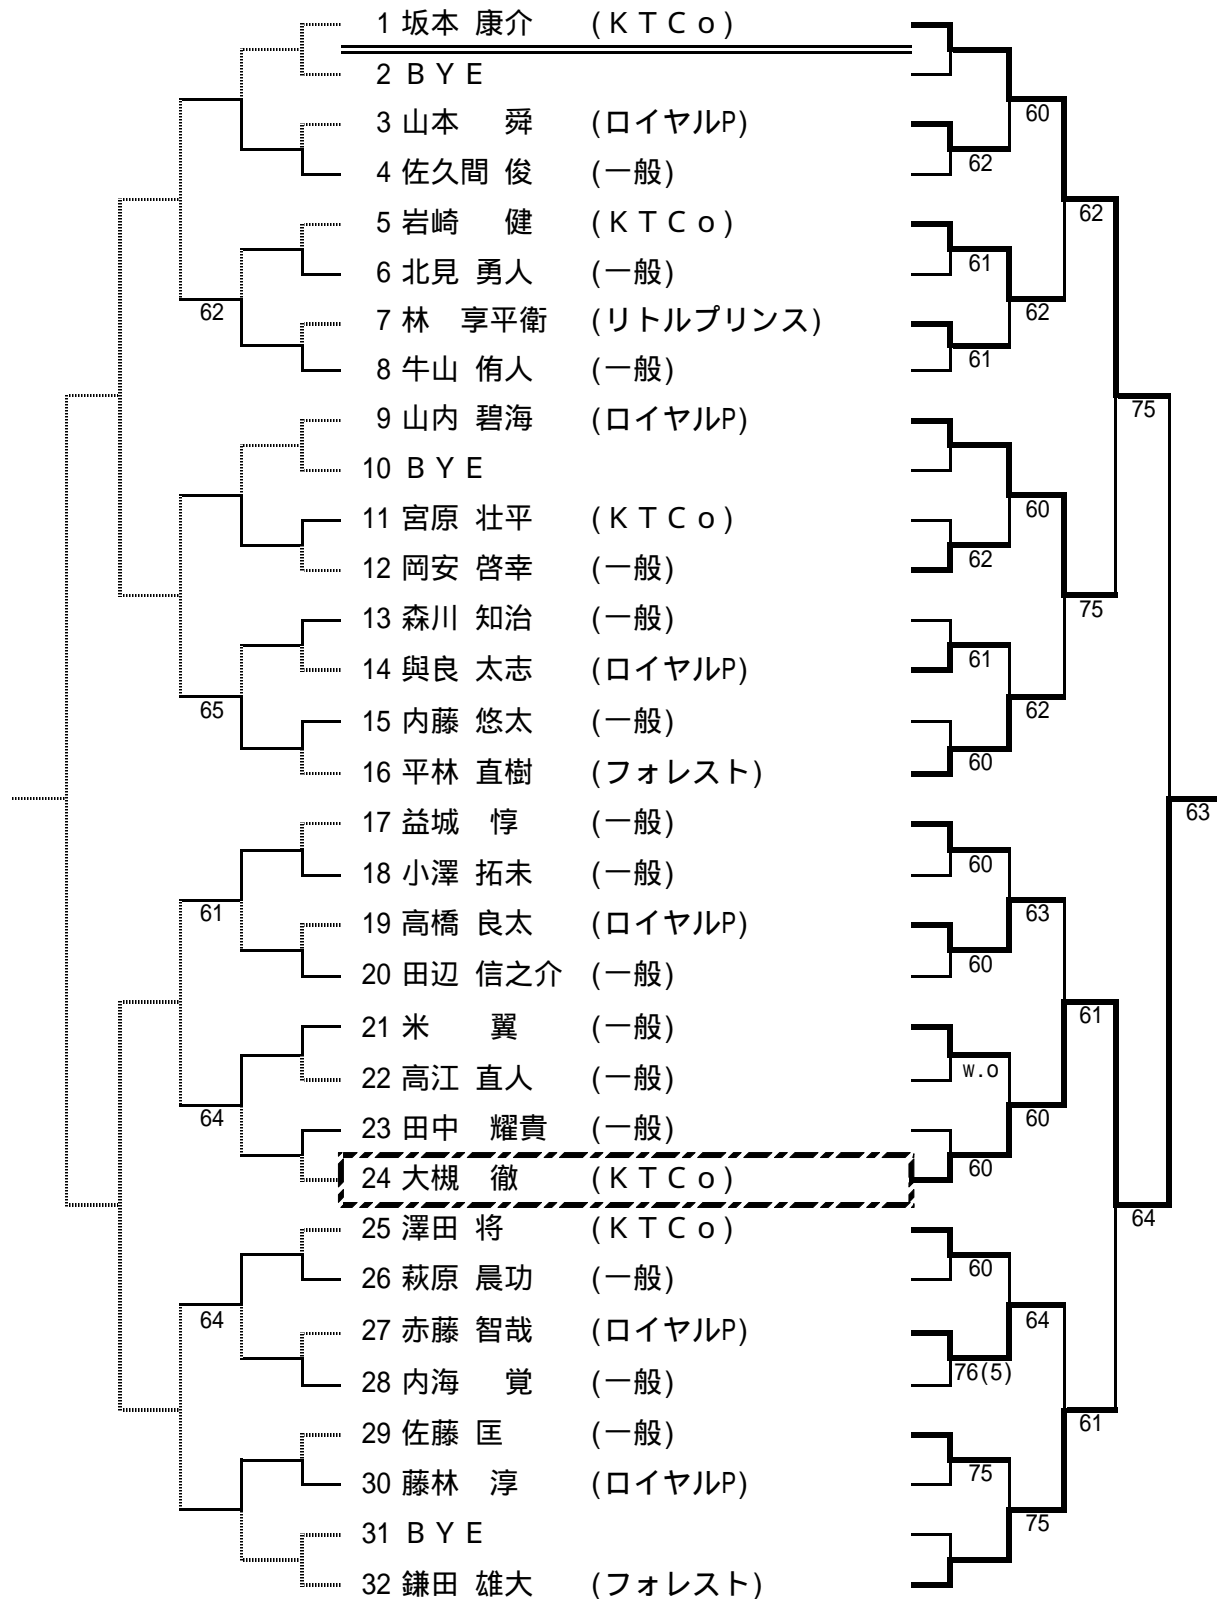 1 坂本 康介 (ＫＴＣｏ)
2 ＢＹＥ
60
3 山本 舜 (ロイヤルP)
62
4 佐久間 俊 (一般)
62
5 岩崎 健 (ＫＴＣｏ)
61
6 北見 勇人 (一般)
62
62
7 林 享平衛 (リトルプリンス)
61
8 牛山 侑人 (一般)
75
9 山内 碧海 (ロイヤルP)
10 ＢＹＥ
60
11 宮原 壮平 (ＫＴＣｏ)
62
12 岡安 啓幸 (一般)
75
13 森川 知治 (一般)
61
14 與良 太志 (ロイヤルP)
65
62
15 内藤 悠太 (一般)
60
16 平林 直樹 (フォレスト)
63
17 益城 惇 (一般)
60
18 小澤 拓未 (一般)
61
63
19 高橋 良太 (ロイヤルP)
60
20 田辺 信之介 (一般)
61
21 米 翼 (一般)
w.o
22 高江 直人 (一般)
64
60
23 田中 耀貴 (一般)
60
24 大槻 徹 (ＫＴＣｏ)
64
25 澤田 将 (ＫＴＣｏ)
60
26 萩原 晨功 (一般)
64
64
27 赤藤 智哉 (ロイヤルP)
76(5)
28 内海 覚 (一般)
61
29 佐藤 匡 (一般)
75
30 藤林 淳 (ロイヤルP)
75
31 ＢＹＥ
32 鎌田 雄大 (フォレスト)